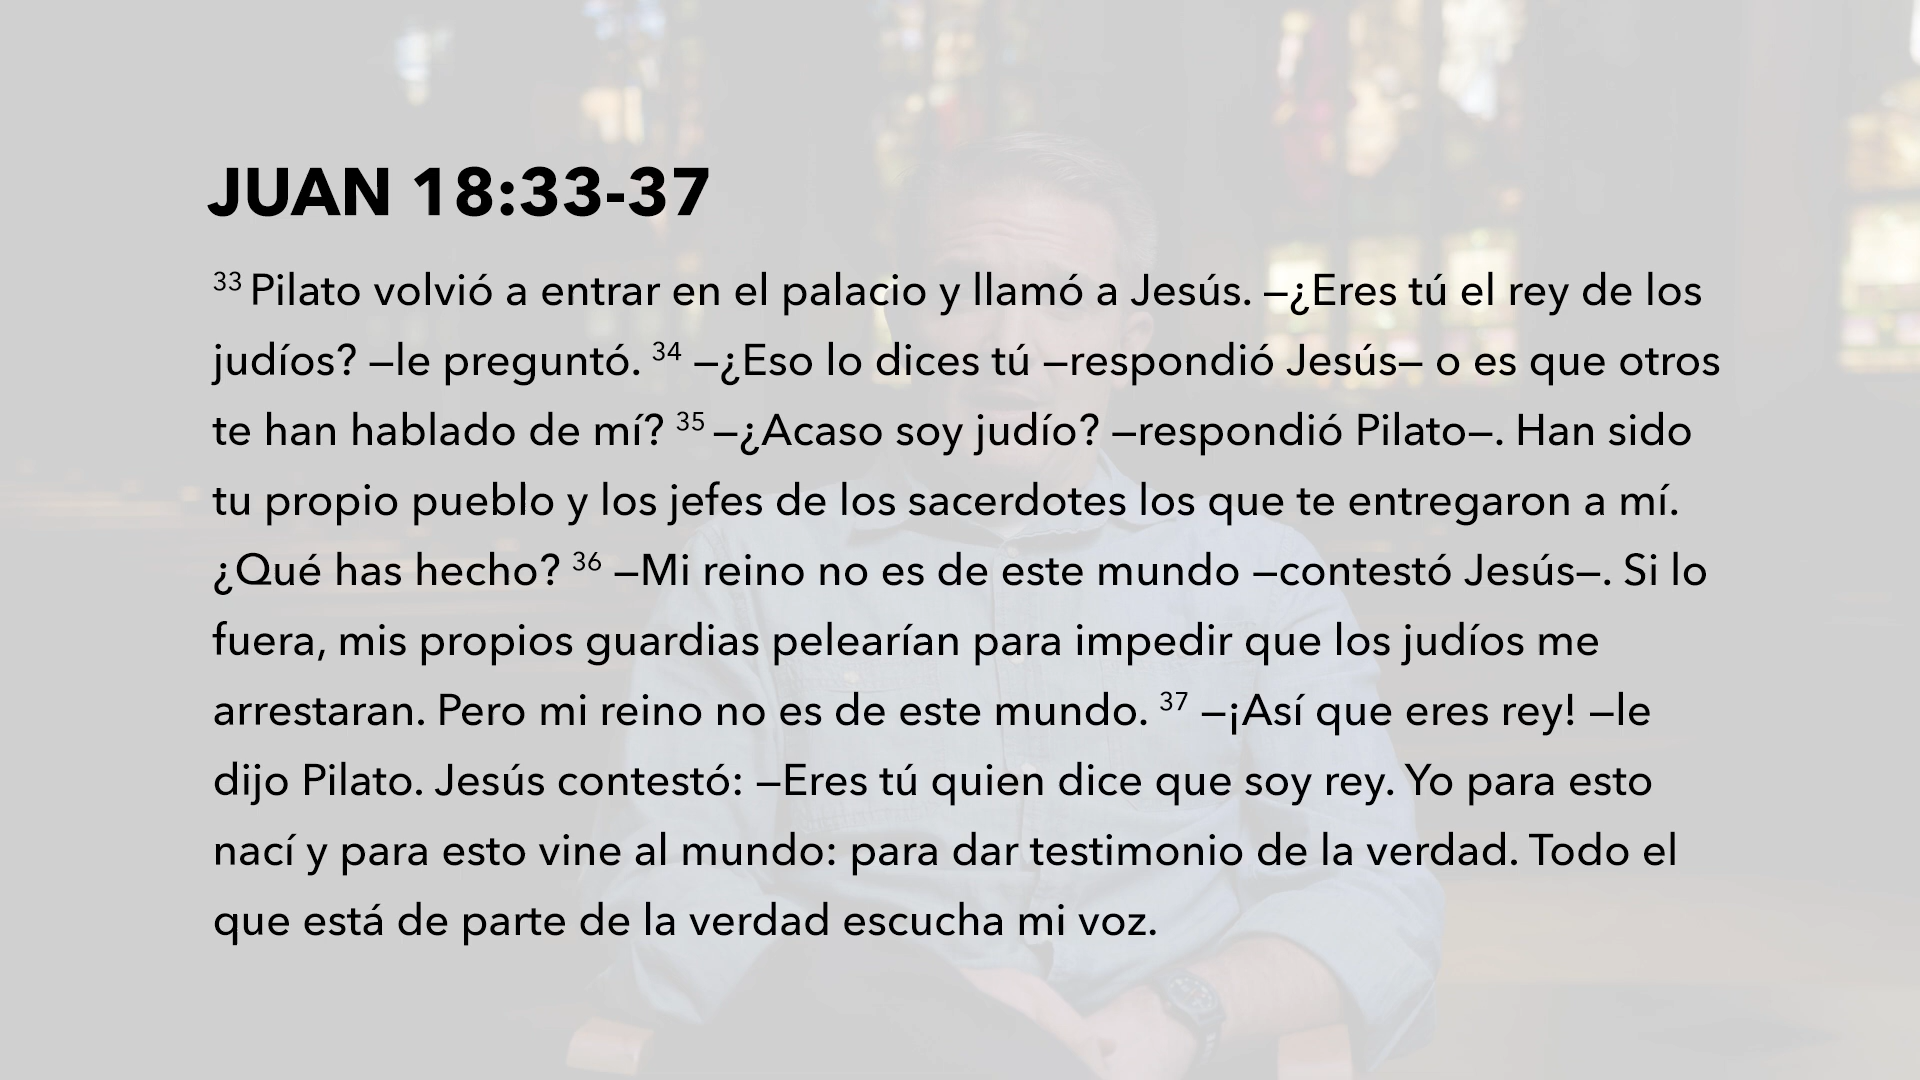 JUAN 18:33-37
33 Pilato volvió a entrar en el palacio y llamó a Jesús. —¿Eres tú el rey de los
judíos? —le preguntó. 34 —¿Eso lo dices tú —respondió Jesús— o es que otros
te han hablado de mí? 35 —¿Acaso soy judío? —respondió Pilato—. Han sido
tu propio pueblo y los jefes de los sacerdotes los que te entregaron a mí.
¿Qué has hecho? 36 —Mi reino no es de este mundo —contestó Jesús—. Si lo
fuera, mis propios guardias pelearían para impedir que los judíos me
arrestaran. Pero mi reino no es de este mundo. 37 —¡Así que eres rey! —le
dijo Pilato. Jesús contestó: —Eres tú quien dice que soy rey. Yo para esto
nací y para esto vine al mundo: para dar testimonio de la verdad. Todo el
que está de parte de la verdad escucha mi voz.